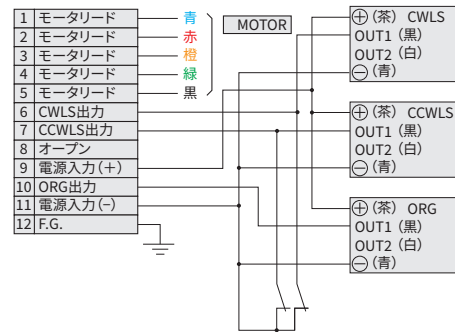 1 モータリード 青
2 モータリード 赤
3 モータリード 橙
4 モータリード 緑
5 モータリード 黒
6 CWLS出力
7 CCWLS出力
8 オープン
9 電源入力(+)
10 ORG出力
11 電源入力(−)
12 F.G.
MOTOR
⊕(茶) CWLS
OUT1(黒)
OUT2(白)
⊖(青)
⊕(茶) CCWLS
OUT1(黒)
OUT2(白)
⊖(青)
⊕(茶) ORG
OUT1(黒)
OUT2(白)
⊖(青)